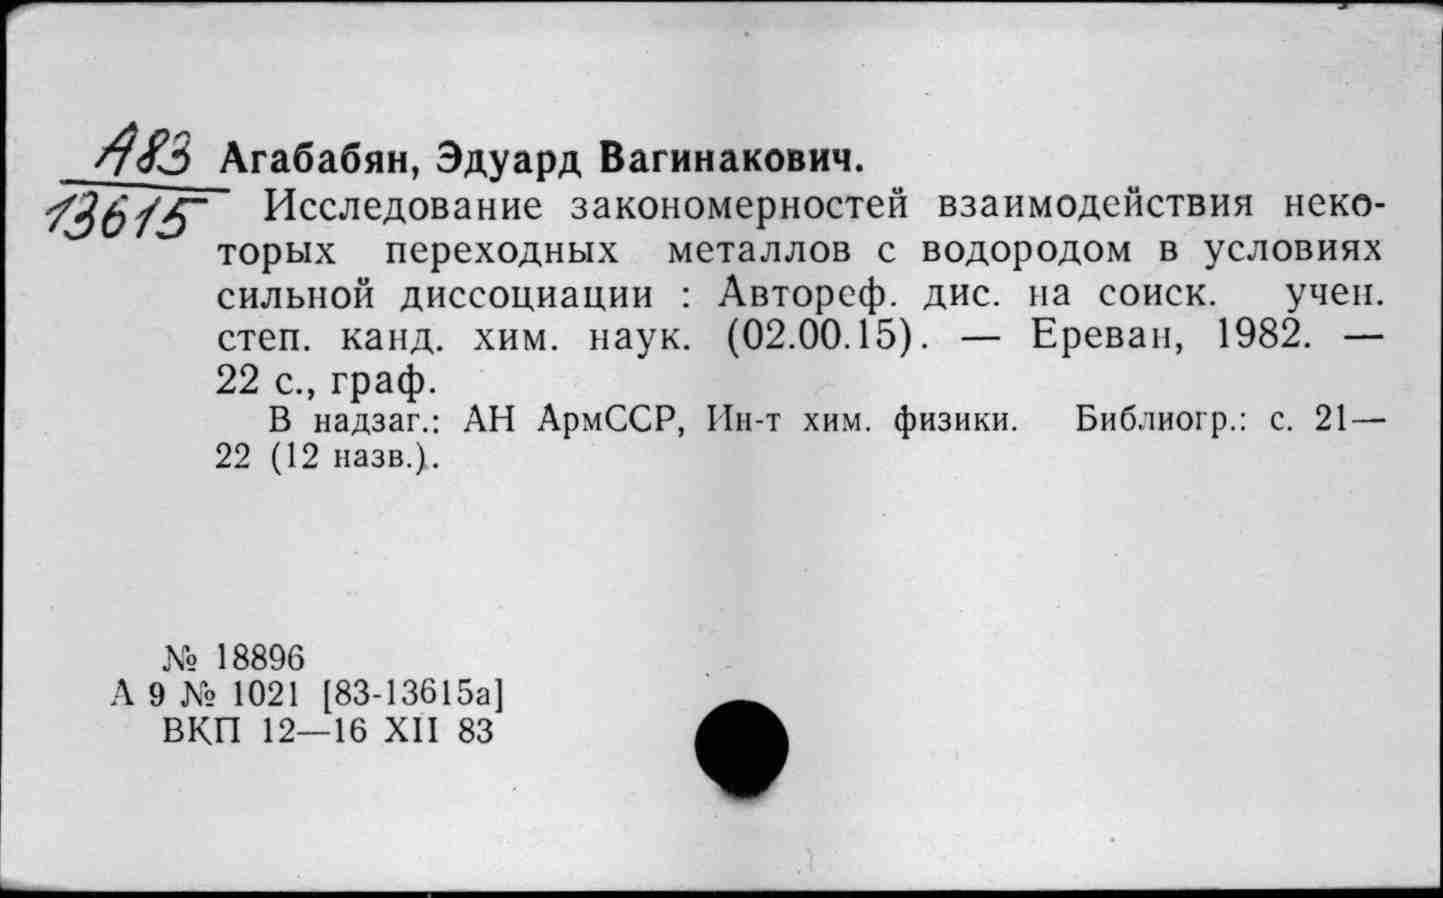 А83 Агабабян, Эдуард Вагинакович.
13615 Исследование закономерностей взаимодействия неко-
торых переходных металлов с водородом в условиях
сильной диссоциации : Автореф. дис. на соиск. учен.
степ. канд. хим. наук. (02.00.15). — Ереван, 1982. —
22 с., граф.
В надзаг.: АН АрмССР, Ин-т хим. физики. Библиогр.: с. 21—
22 (12 назв.).
№ 18896
А 9 № 1021 [83-13615а]
ВКП 12—16 XII 83